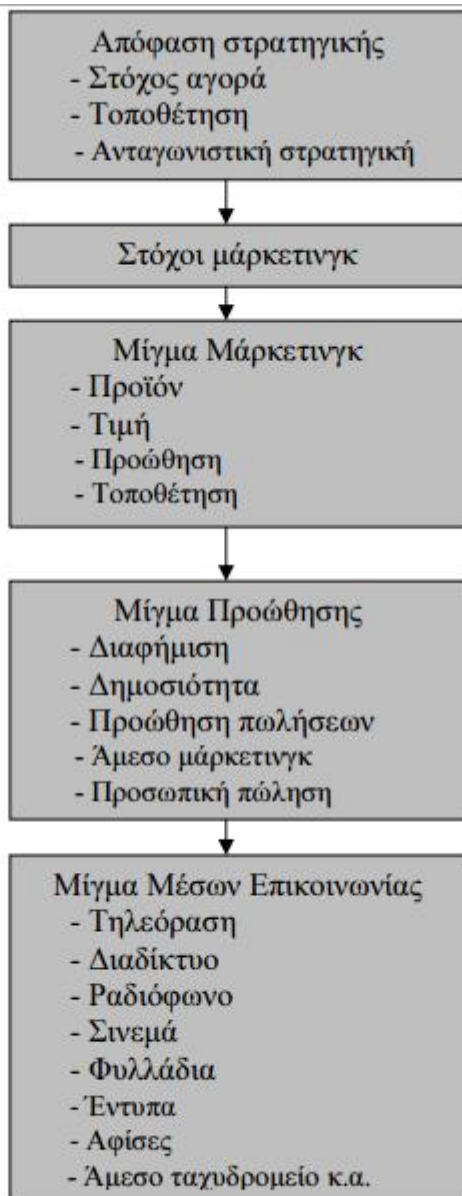 Απόφαση στρατηγικής
- Στόχος αγορά
- Τοποθέτηση
- Ανταγωνιστική στρατηγική
Στόχοι μάρκετινγκ
Μίγμα Μάρκετινγκ
- Προϊόν
- Τιμή
- Προώθηση
- Τοποθέτηση
Μίγμα Προώθησης
- Διαφήμιση
- Δημοσιότητα
- Προώθηση πωλήσεων
- Άμεσο μάρκετινγκ
- Προσωπική πώληση
Μίγμα Μέσων Επικοινωνίας
- Τηλεόραση
- Διαδίκτυο
- Ραδιόφωνο
- Σινεμά
- Φυλλάδια
- Έντυπα
- Αφίσες
- Άμεσο ταχυδρομείο κ.α.